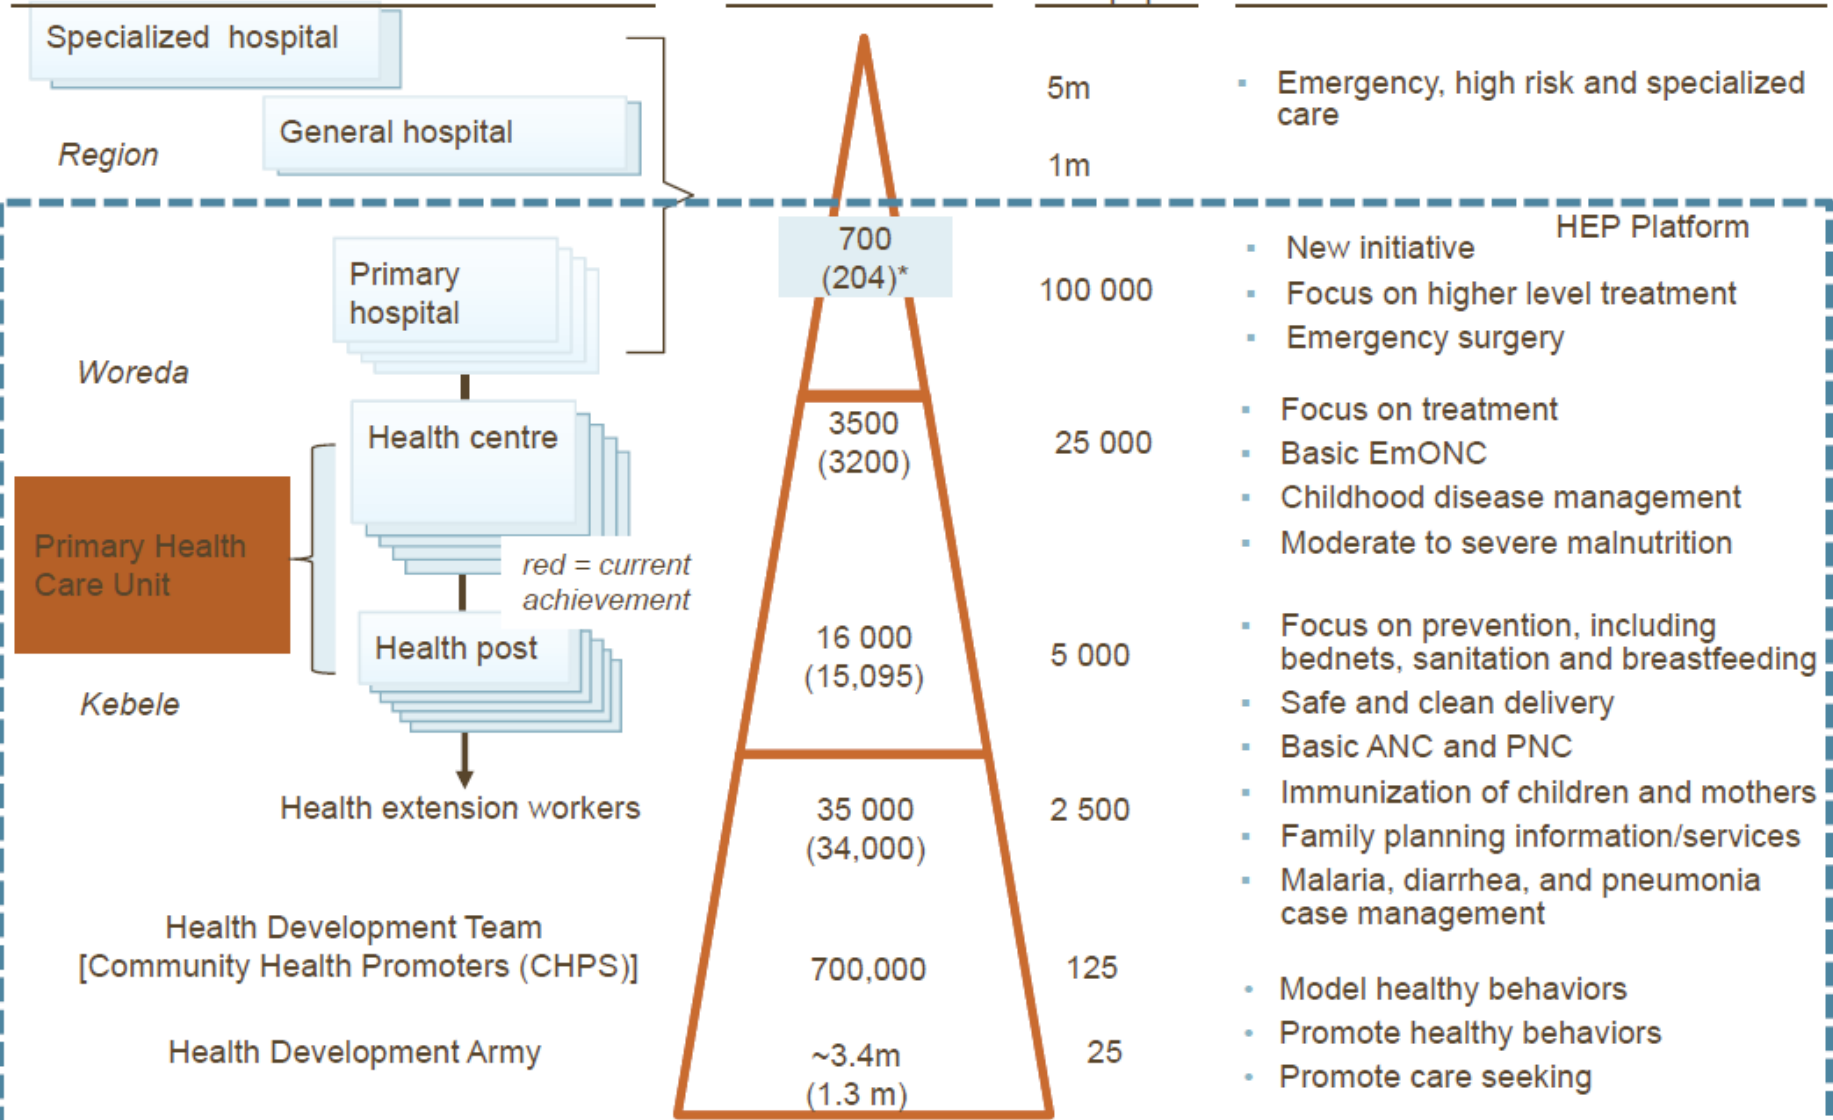 Specialized hospital
General hospital
Region
5m
1m
Emergency, high risk and specialized
care
HEP Platform
Primary
hospital
Woreda
700
(204)*
100 000
New initiative
Focus on higher level treatment
Emergency surgery
Health centre
3500
(3200)
25 000
Focus on treatment
Basic EmONC
Childhood disease management
Moderate to severe malnutrition
Primary Health
Care Unit
red = current
achievement
Health post
Kebele
16 000
(15,095)
5 000
Focus on prevention, including
bednets, sanitation and breastfeeding
Safe and clean delivery
Basic ANC and PNC
Immunization of children and mothers
Family planning information/services
Malaria, diarrhea, and pneumonia
case management
Health extension workers
35 000
(34,000)
2 500
Health Development Team
[Community Health Promoters (CHPS)]
700,000
125
Model healthy behaviors
Promote healthy behaviors
Promote care seeking
Health Development Army
~3.4m
(1.3 m)
25